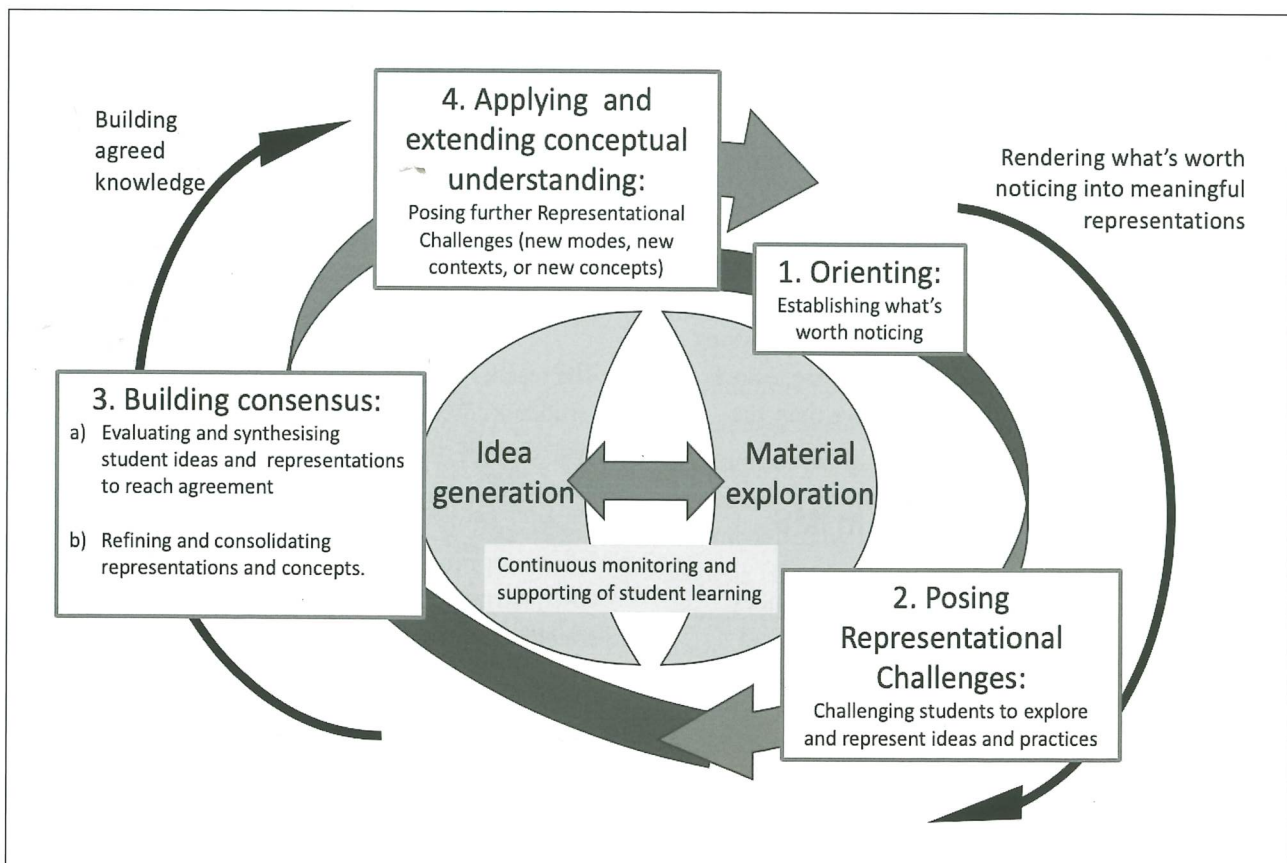 Building
agreed
knowledge
4. Applying and
extending conceptual
understanding:
Posing further Representational
Challenges (new modes, new
contexts, or new concepts)
Rendering what's worth
noticing into meaningful
representations
1. Orienting:
Establishing what's
worth noticing
3. Building consensus:
a) Evaluating and synthesising
student ideas and representations
to reach agreement
b) Refining and consolidating
representations and concepts.
Idea
generation
Material
exploration
Continuous monitoring and
supporting of student learning
2. Posing
Representational
Challenges:
Challenging students to explore
and represent ideas and practices